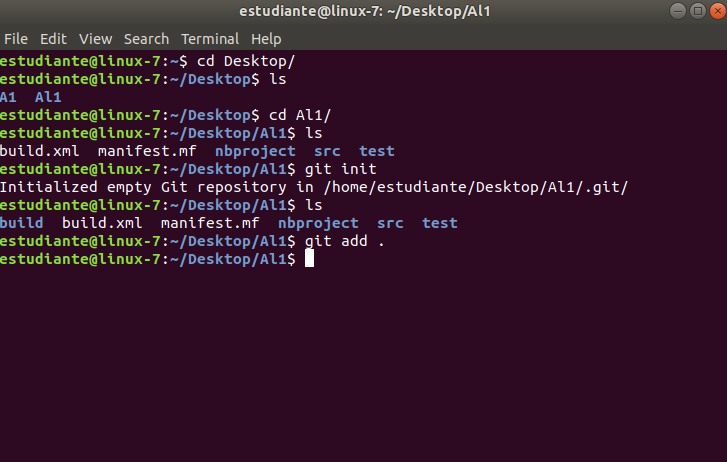 estudiante@linux-7: ~/Desktop/Al1
File Edit View Search Terminal Help
estudiante@linux-7:~$ cd Desktop/
estudiante@linux-7:~/Desktop$ ls
A1  Al1
estudiante@linux-7:~/Desktop$ cd Al1/
estudiante@linux-7:~/Desktop/Al1$ ls
build.xml  manifest.mf  nbproject  src  test
estudiante@linux-7:~/Desktop/Al1$ git init
Initialized empty Git repository in /home/estudiante/Desktop/Al1/.git/
estudiante@linux-7:~/Desktop/Al1$ ls
build  build.xml  manifest.mf  nbproject  src  test
estudiante@linux-7:~/Desktop/Al1$ git add .
estudiante@linux-7:~/Desktop/Al1$